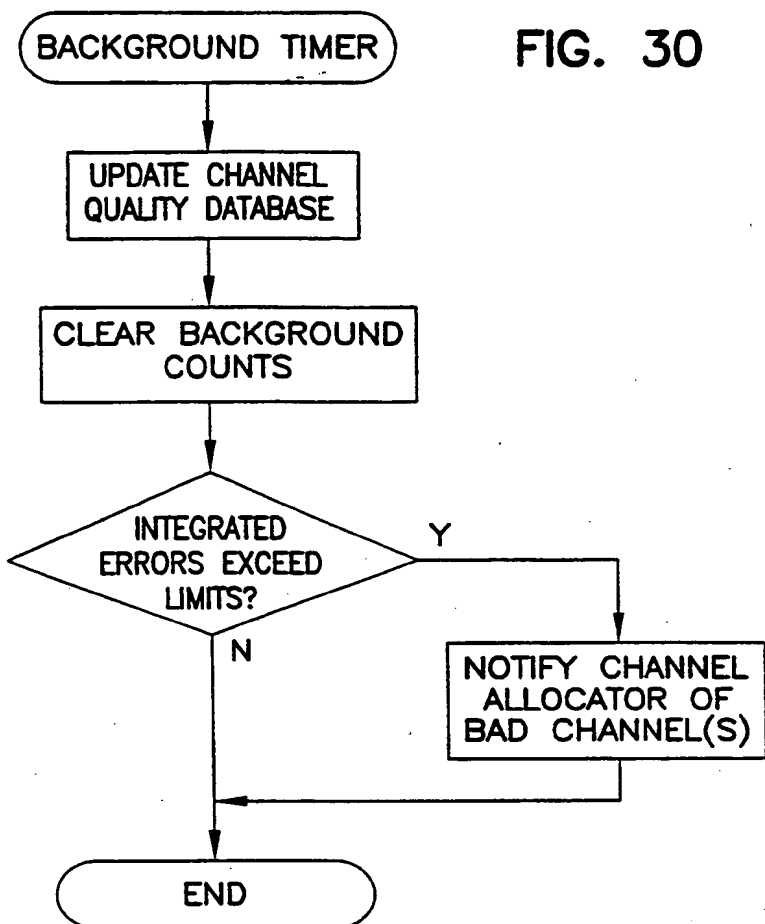 BACKGROUND TIMER
FIG. 30
UPDATE CHANNEL
QUALITY DATABASE
CLEAR BACKGROUND
COUNTS
INTEGRATED
ERRORS EXCEED
LIMITS?
Y
N
NOTIFY CHANNEL
ALLOCATOR OF
BAD CHANNEL(S)
END